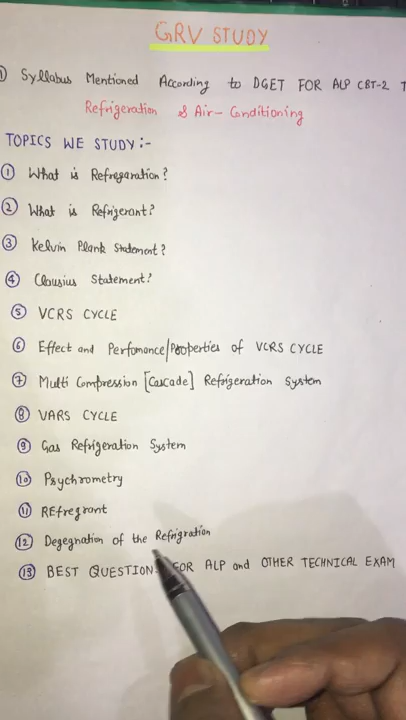 GRV STUDY
① Syllabus Mentioned According to DGET FOR ALP CBT-2 T
Refrigeration & Air-Conditioning
TOPICS WE STUDY:-
① What is Refregaration?
② What is Refrigerant?
③ Kelvin Plank Statement?
④ Clausius Statement?
⑤ VCRS CYCLE
⑥ Effect and Perfomance/Properties of VCRS CYCLE
⑦ Multi Compression [Cascade] Refrigeration System
⑧ VARS CYCLE
⑨ Gas Refrigeration System
⑩ Psychrometry
⑪ REfregrant
⑫ Degegnation of the Refrigration
⑬ BEST QUESTION FOR ALP and OTHER TECHNICAL EXAM